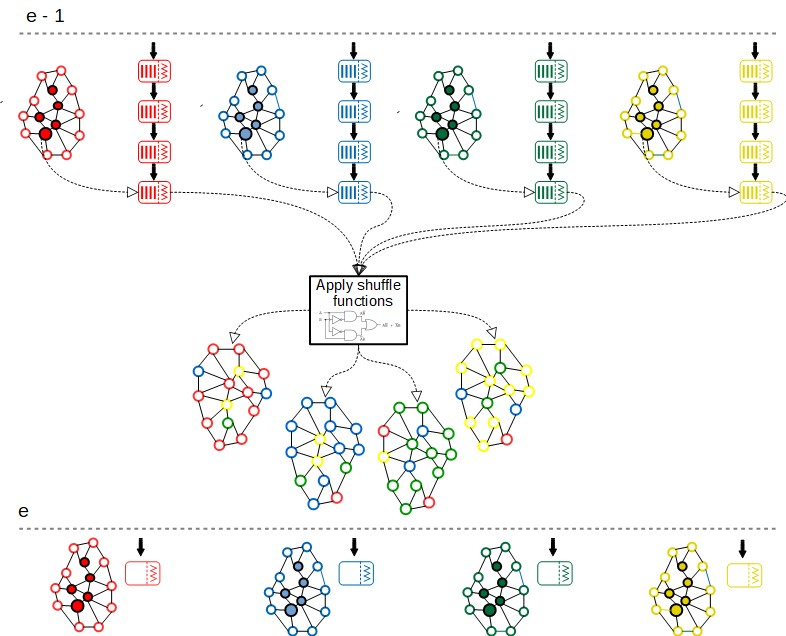 e - 1
Apply shuffle
functions
e